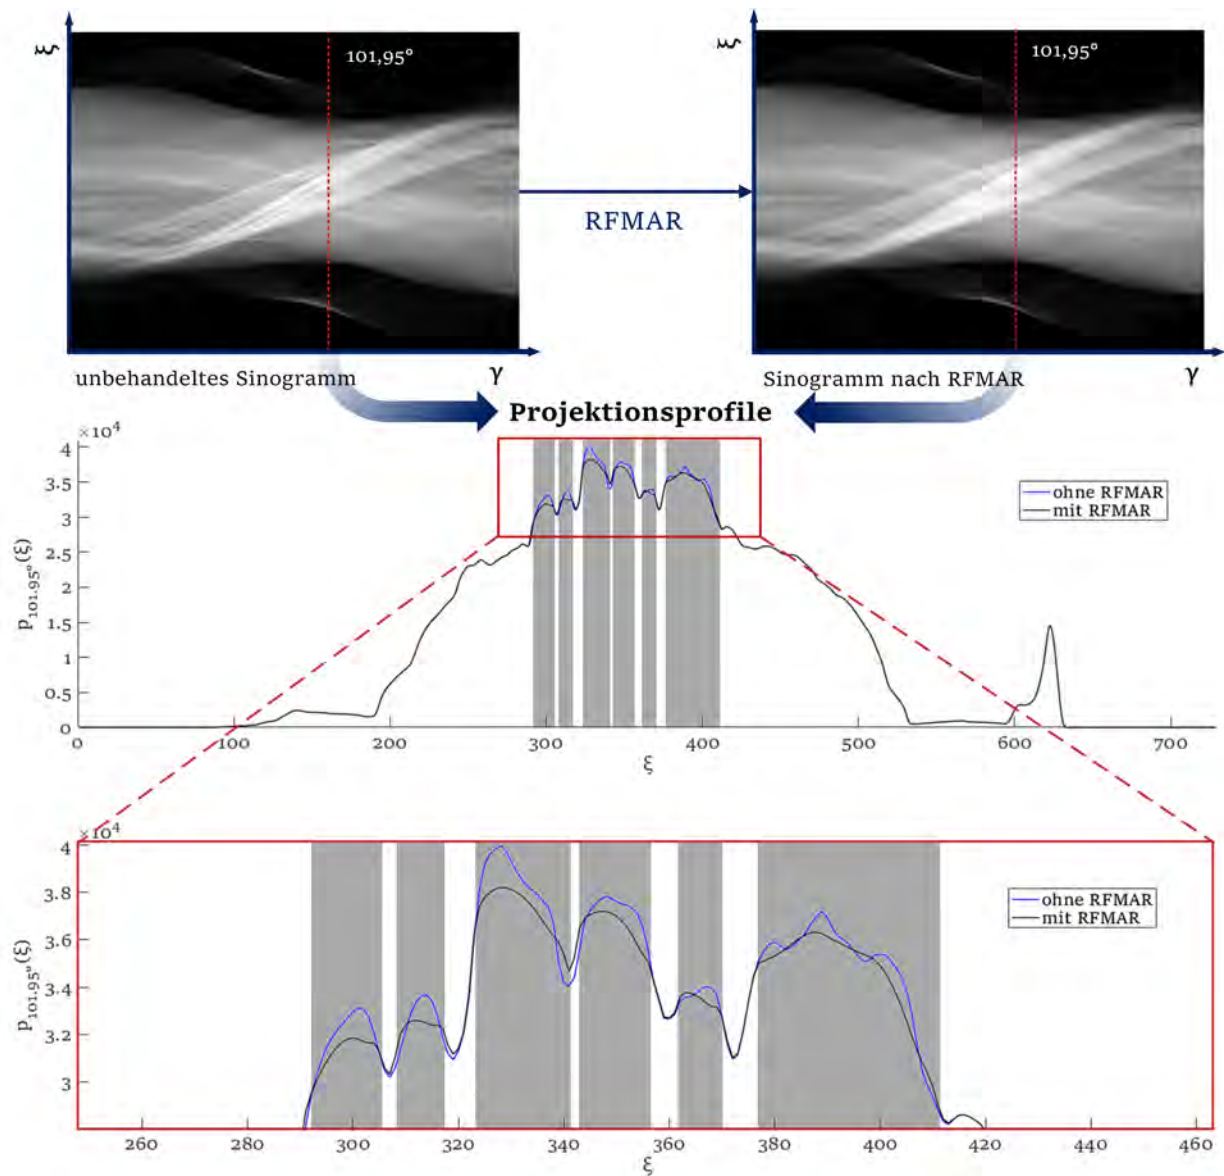 ξ
101,95°
ξ
101,95°
RFMAR
unbehandeltes Sinogramm
γ
Sinogramm nach RFMAR
γ
Projektionsprofile
×10⁴
4
3.5
3
2.5
2
1.5
1
0.5
0
p101.95°(ξ)
ohne RFMAR
mit RFMAR
0 100 200 300 400 500 600 700
ξ
×10⁴
4
3.8
3.6
3.4
3.2
3
p101.95°(ξ)
ohne RFMAR
mit RFMAR
260 280 300 320 340 360 380 400 420 440 460
ξ